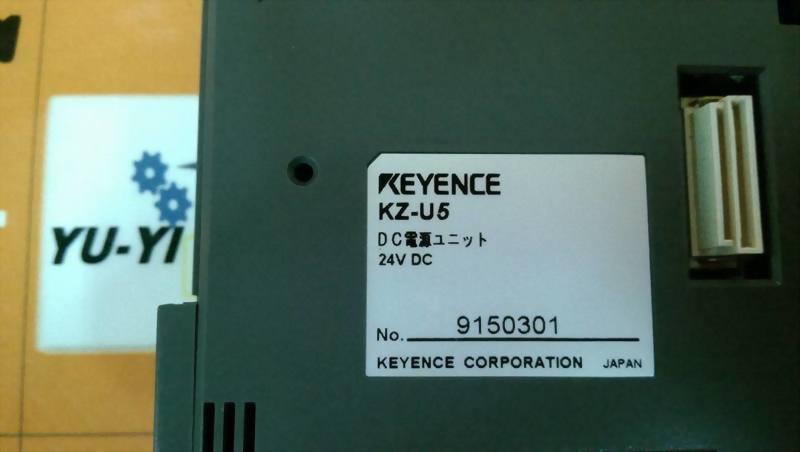 YU-YI
KEYENCE
KZ-U5
DC電源ユニット
24V DC
No. 9150301
KEYENCE CORPORATION JAPAN